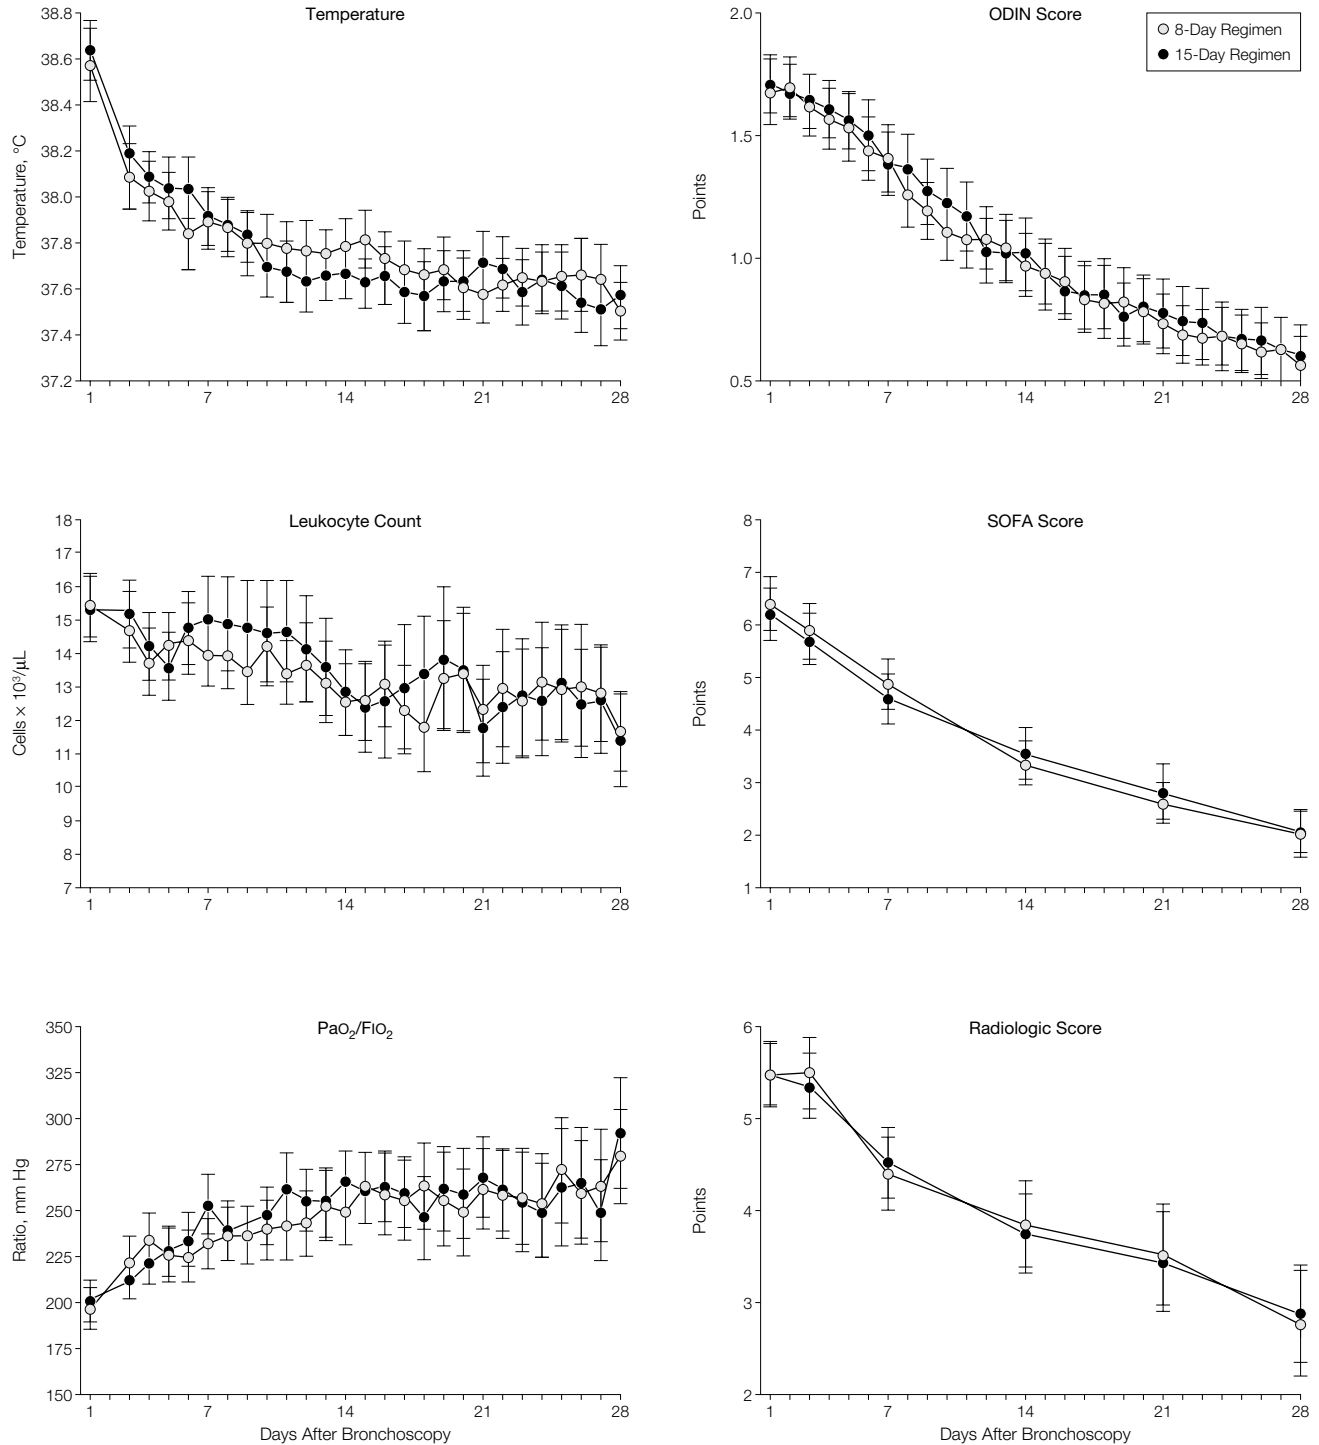 Temperature
38.8
38.6
38.4
38.2
38.0
37.8
37.6
37.4
37.2
Temperature, °C
1 7 14 21 28
ODIN Score
8-Day Regimen
15-Day Regimen
2.0
1.5
1.0
0.5
Points
1 7 14 21 28
Leukocyte Count
18
17
16
15
14
13
12
11
10
9
8
7
Cells × 10³/μL
1 7 14 21 28
SOFA Score
8
7
6
5
4
3
2
1
Points
1 7 14 21 28
PaO₂/FIO₂
350
325
300
275
250
225
200
175
150
Ratio, mm Hg
1 7 14 21 28
Days After Bronchoscopy
Radiologic Score
6
5
4
3
2
Points
1 7 14 21 28
Days After Bronchoscopy